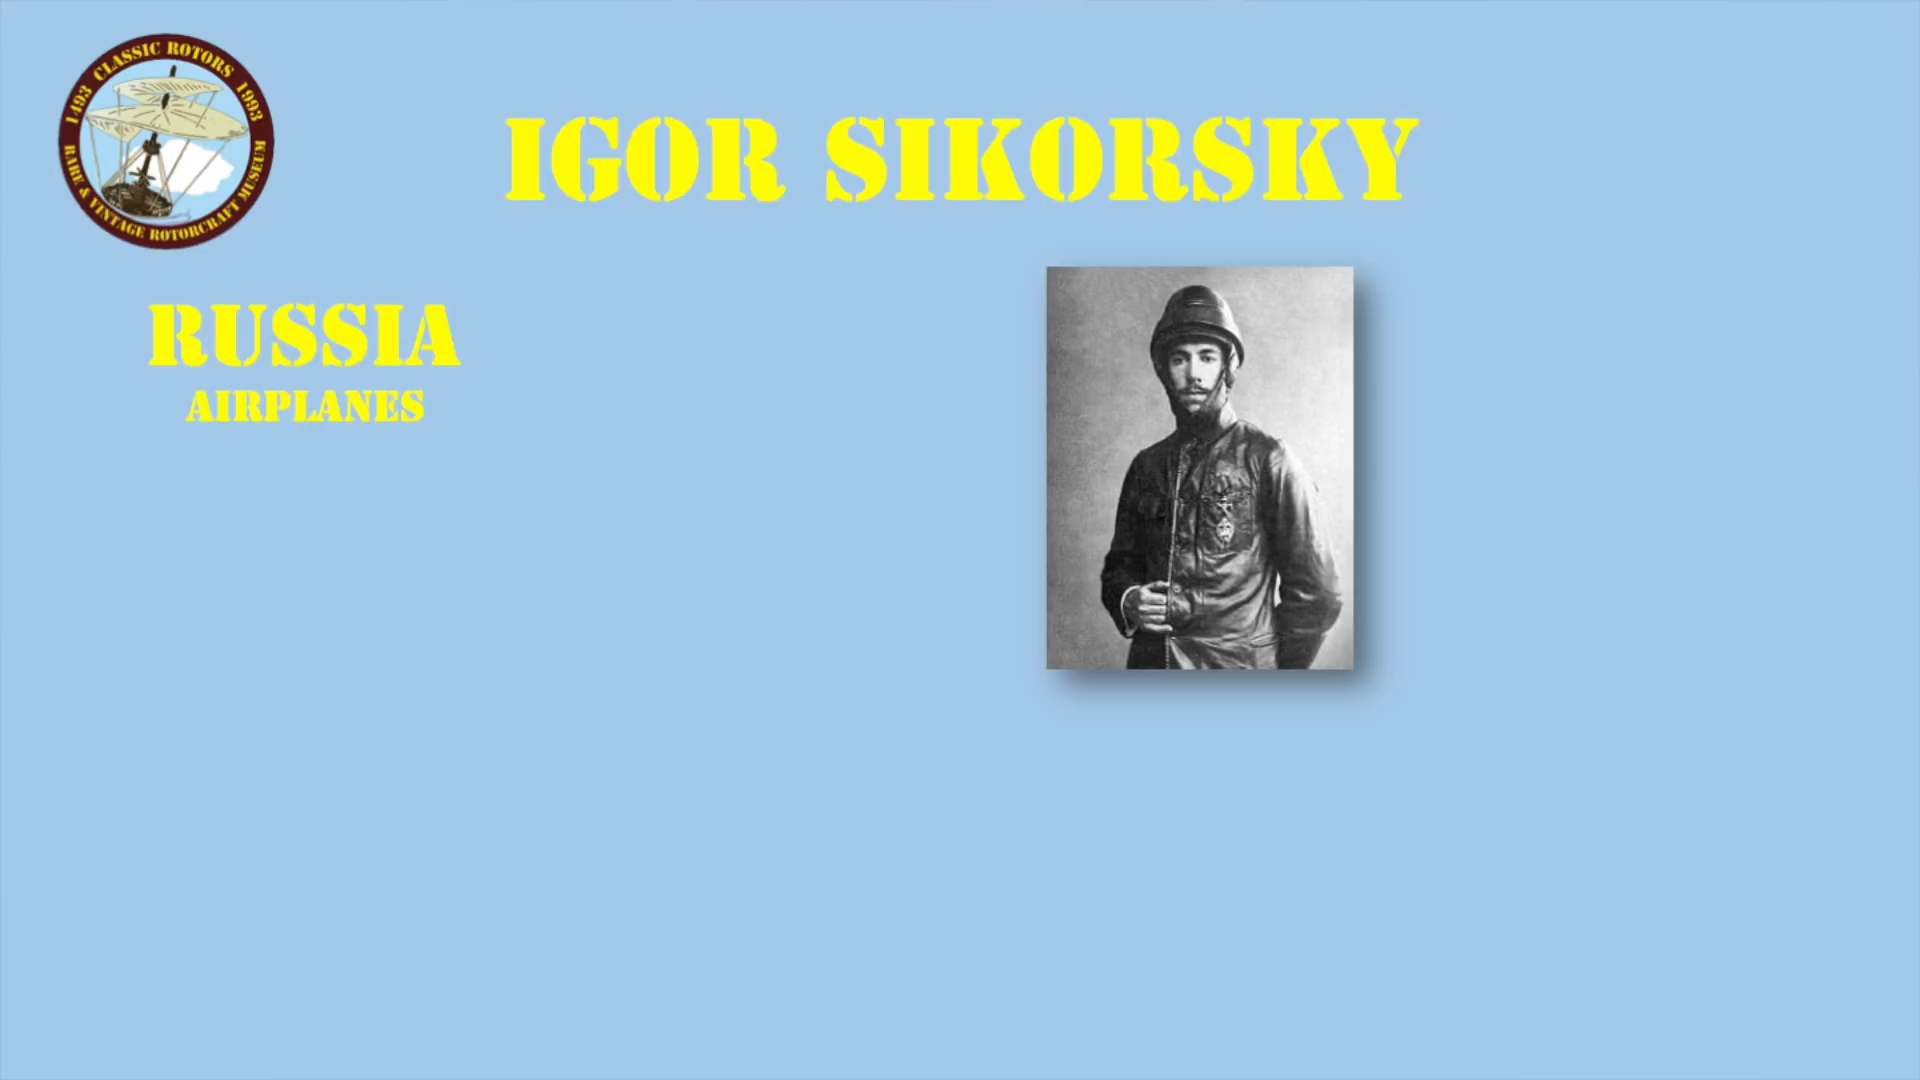 1493 CLASSIC ROTORS 1993
RARE & VINTAGE ROTORCRAFT MUSEUM
IGOR SIKORSKY
RUSSIA
AIRPLANES